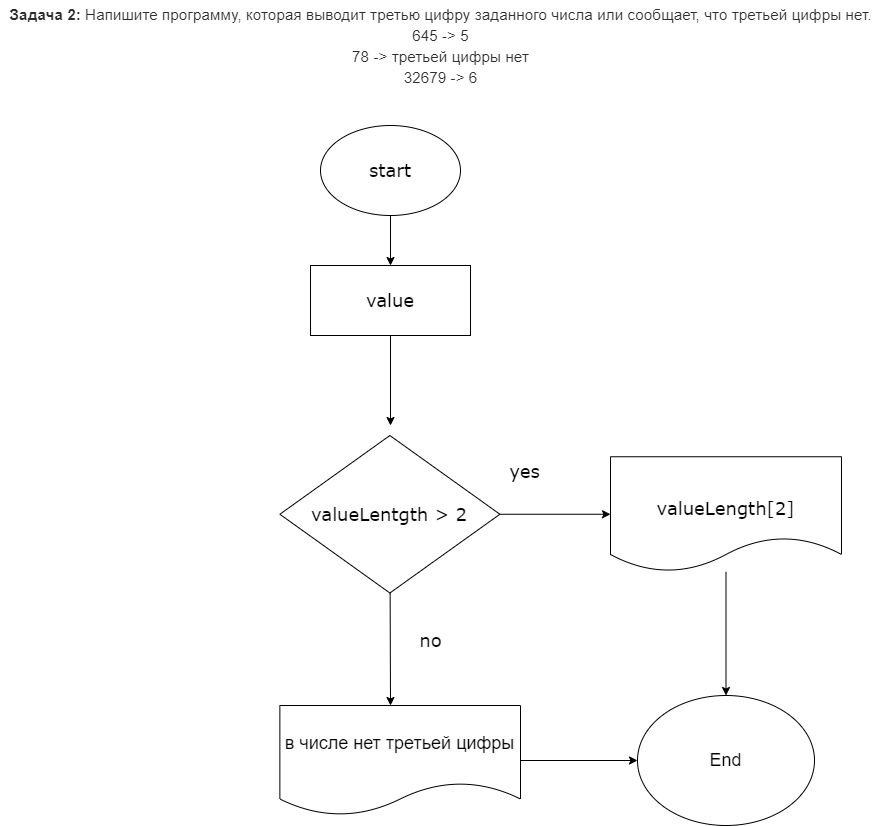 Задача 2: Напишите программу, которая выводит третью цифру заданного числа или сообщает, что третьей цифры нет.
645 -> 5
78 -> третьей цифры нет
32679 -> 6
start
value
valueLentgth > 2
yes
valueLength[2]
no
в числе нет третьей цифры
End